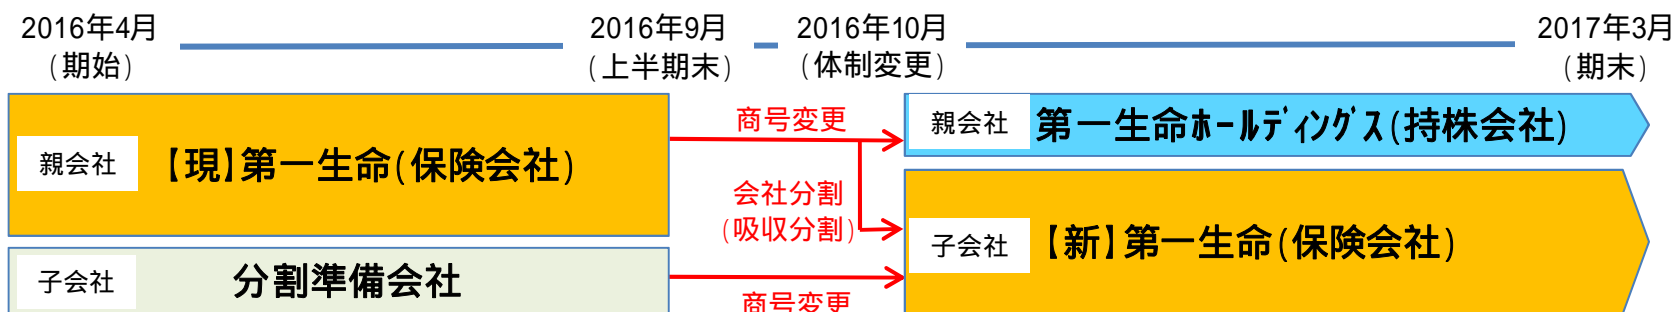 2016年4月
(期始)
2016年9月
(上半期末)
2016年10月
(体制変更)
2017年3月
(期末)
親会社
【現】第一生命(保険会社)
商号変更
親会社
第一生命ﾎｰﾙﾃﾞｨﾝｸﾞｽ(持株会社)
会社分割
(吸収分割)
子会社
【新】第一生命(保険会社)
子会社
分割準備会社
商号変更